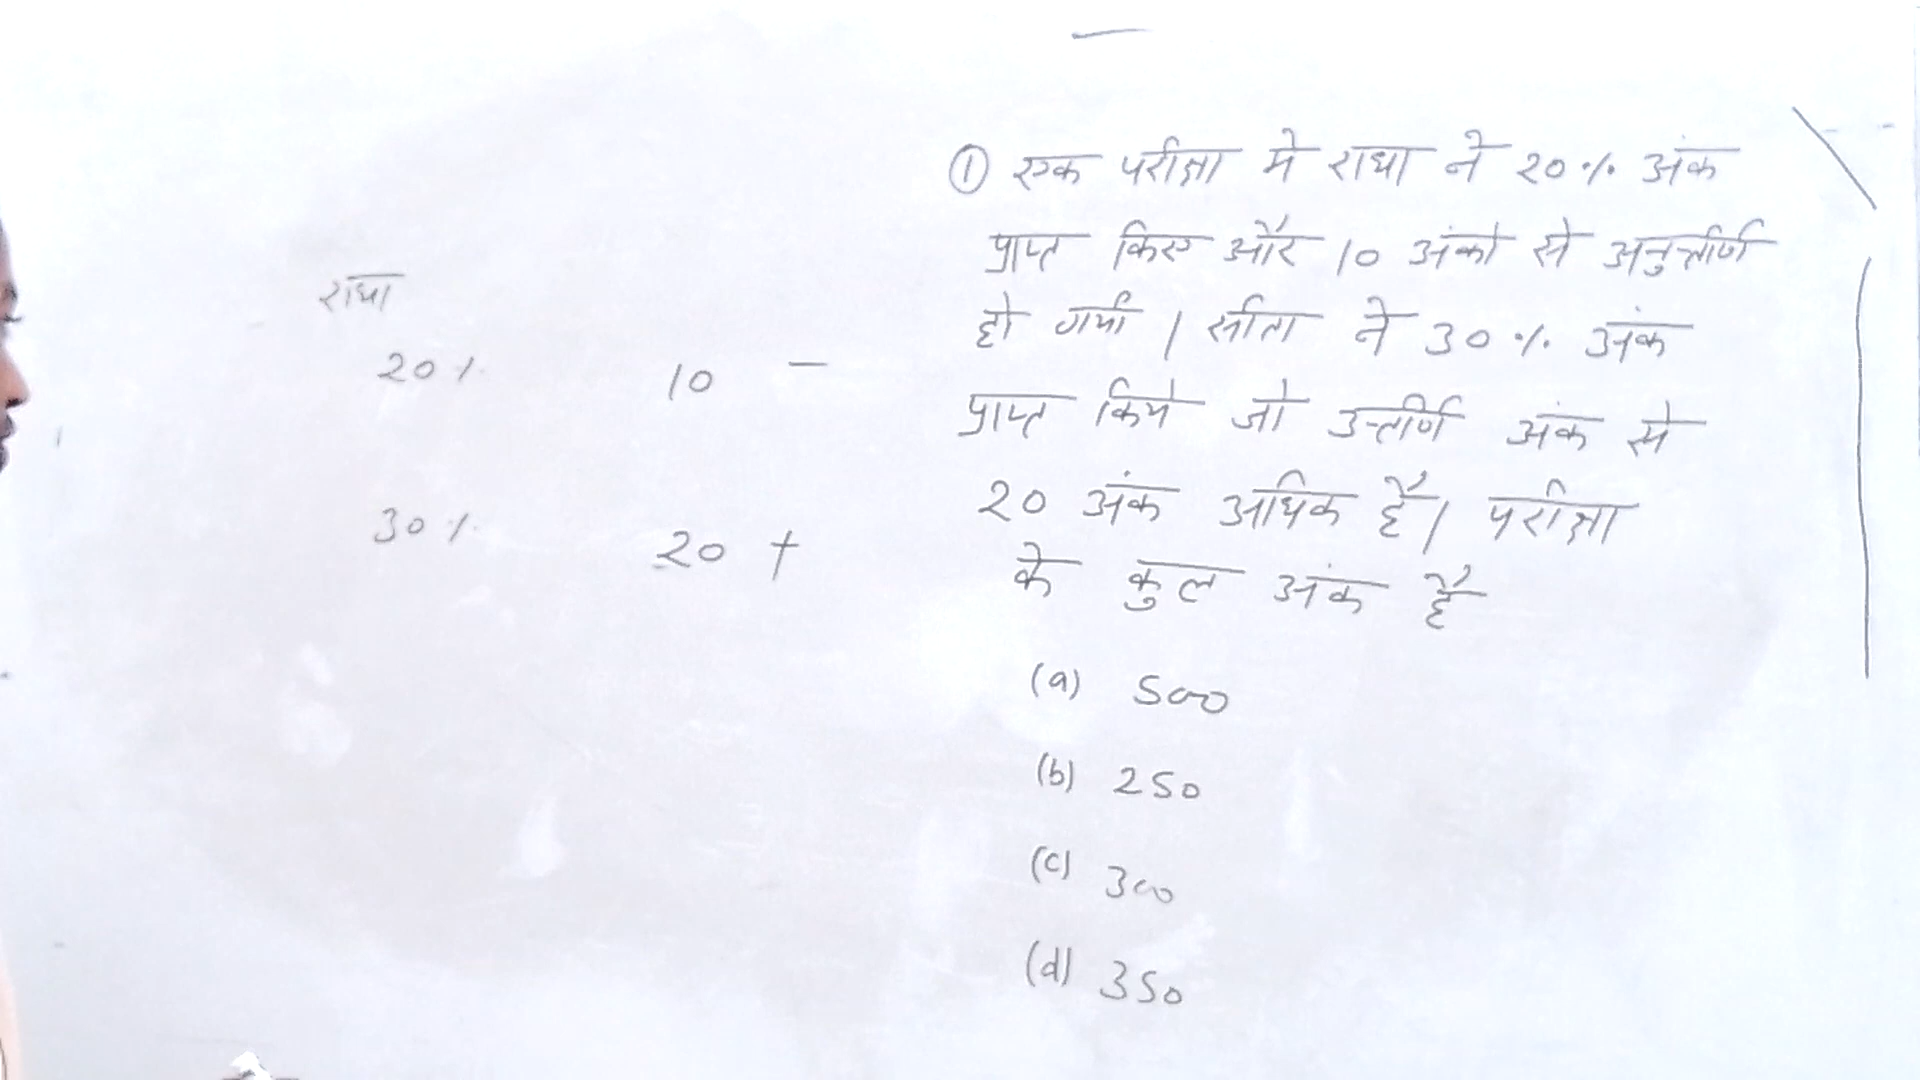 ① एक परीक्षा मे राधा ने 20% अंक
प्राप्त किए और 10 अंको से अनुत्तीर्ण
हो गयी । सीता ने 30% अंक
प्राप्त किये जो उत्तीर्ण अंक से
20 अंक अधिक है। परीक्षा
के कुल अंक है
(a) 500
(b) 250
(c) 300
(d) 350
राधा
20% 10 −
30% 20 +